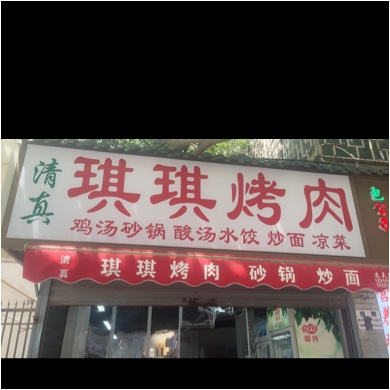 清真
琪琪烤肉
鸡汤砂锅 酸汤水饺 炒面 凉菜
清真
琪琪烤肉 砂锅 炒面